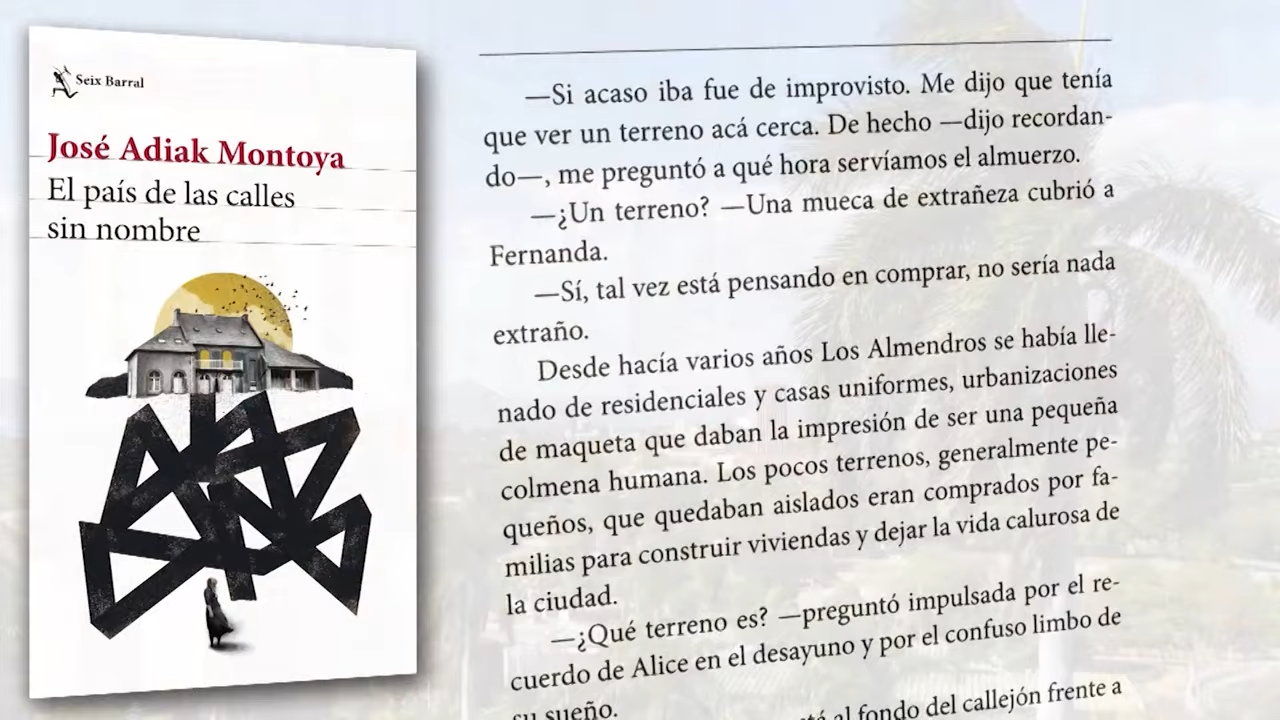 Seix Barral
José Adiak Montoya
El país de las calles
sin nombre
—Si acaso iba fue de improvisto. Me dijo que tenía
que ver un terreno acá cerca. De hecho —dijo recordan-
do—, me preguntó a qué hora servíamos el almuerzo.
—¿Un terreno? —Una mueca de extrañeza cubrió a
Fernanda.
—Sí, tal vez está pensando en comprar, no sería nada
extraño.
Desde hacía varios años Los Almendros se había lle-
nado de residenciales y casas uniformes, urbanizaciones
de maqueta que daban la impresión de ser una pequeña
colmena humana. Los pocos terrenos, generalmente pe-
queños, que quedaban aislados eran comprados por fa-
milias para construir viviendas y dejar la vida calurosa de
la ciudad.
—¿Qué terreno es? —preguntó impulsada por el re-
cuerdo de Alice en el desayuno y por el confuso limbo de
su sueño.
al fondo del callejón frente a